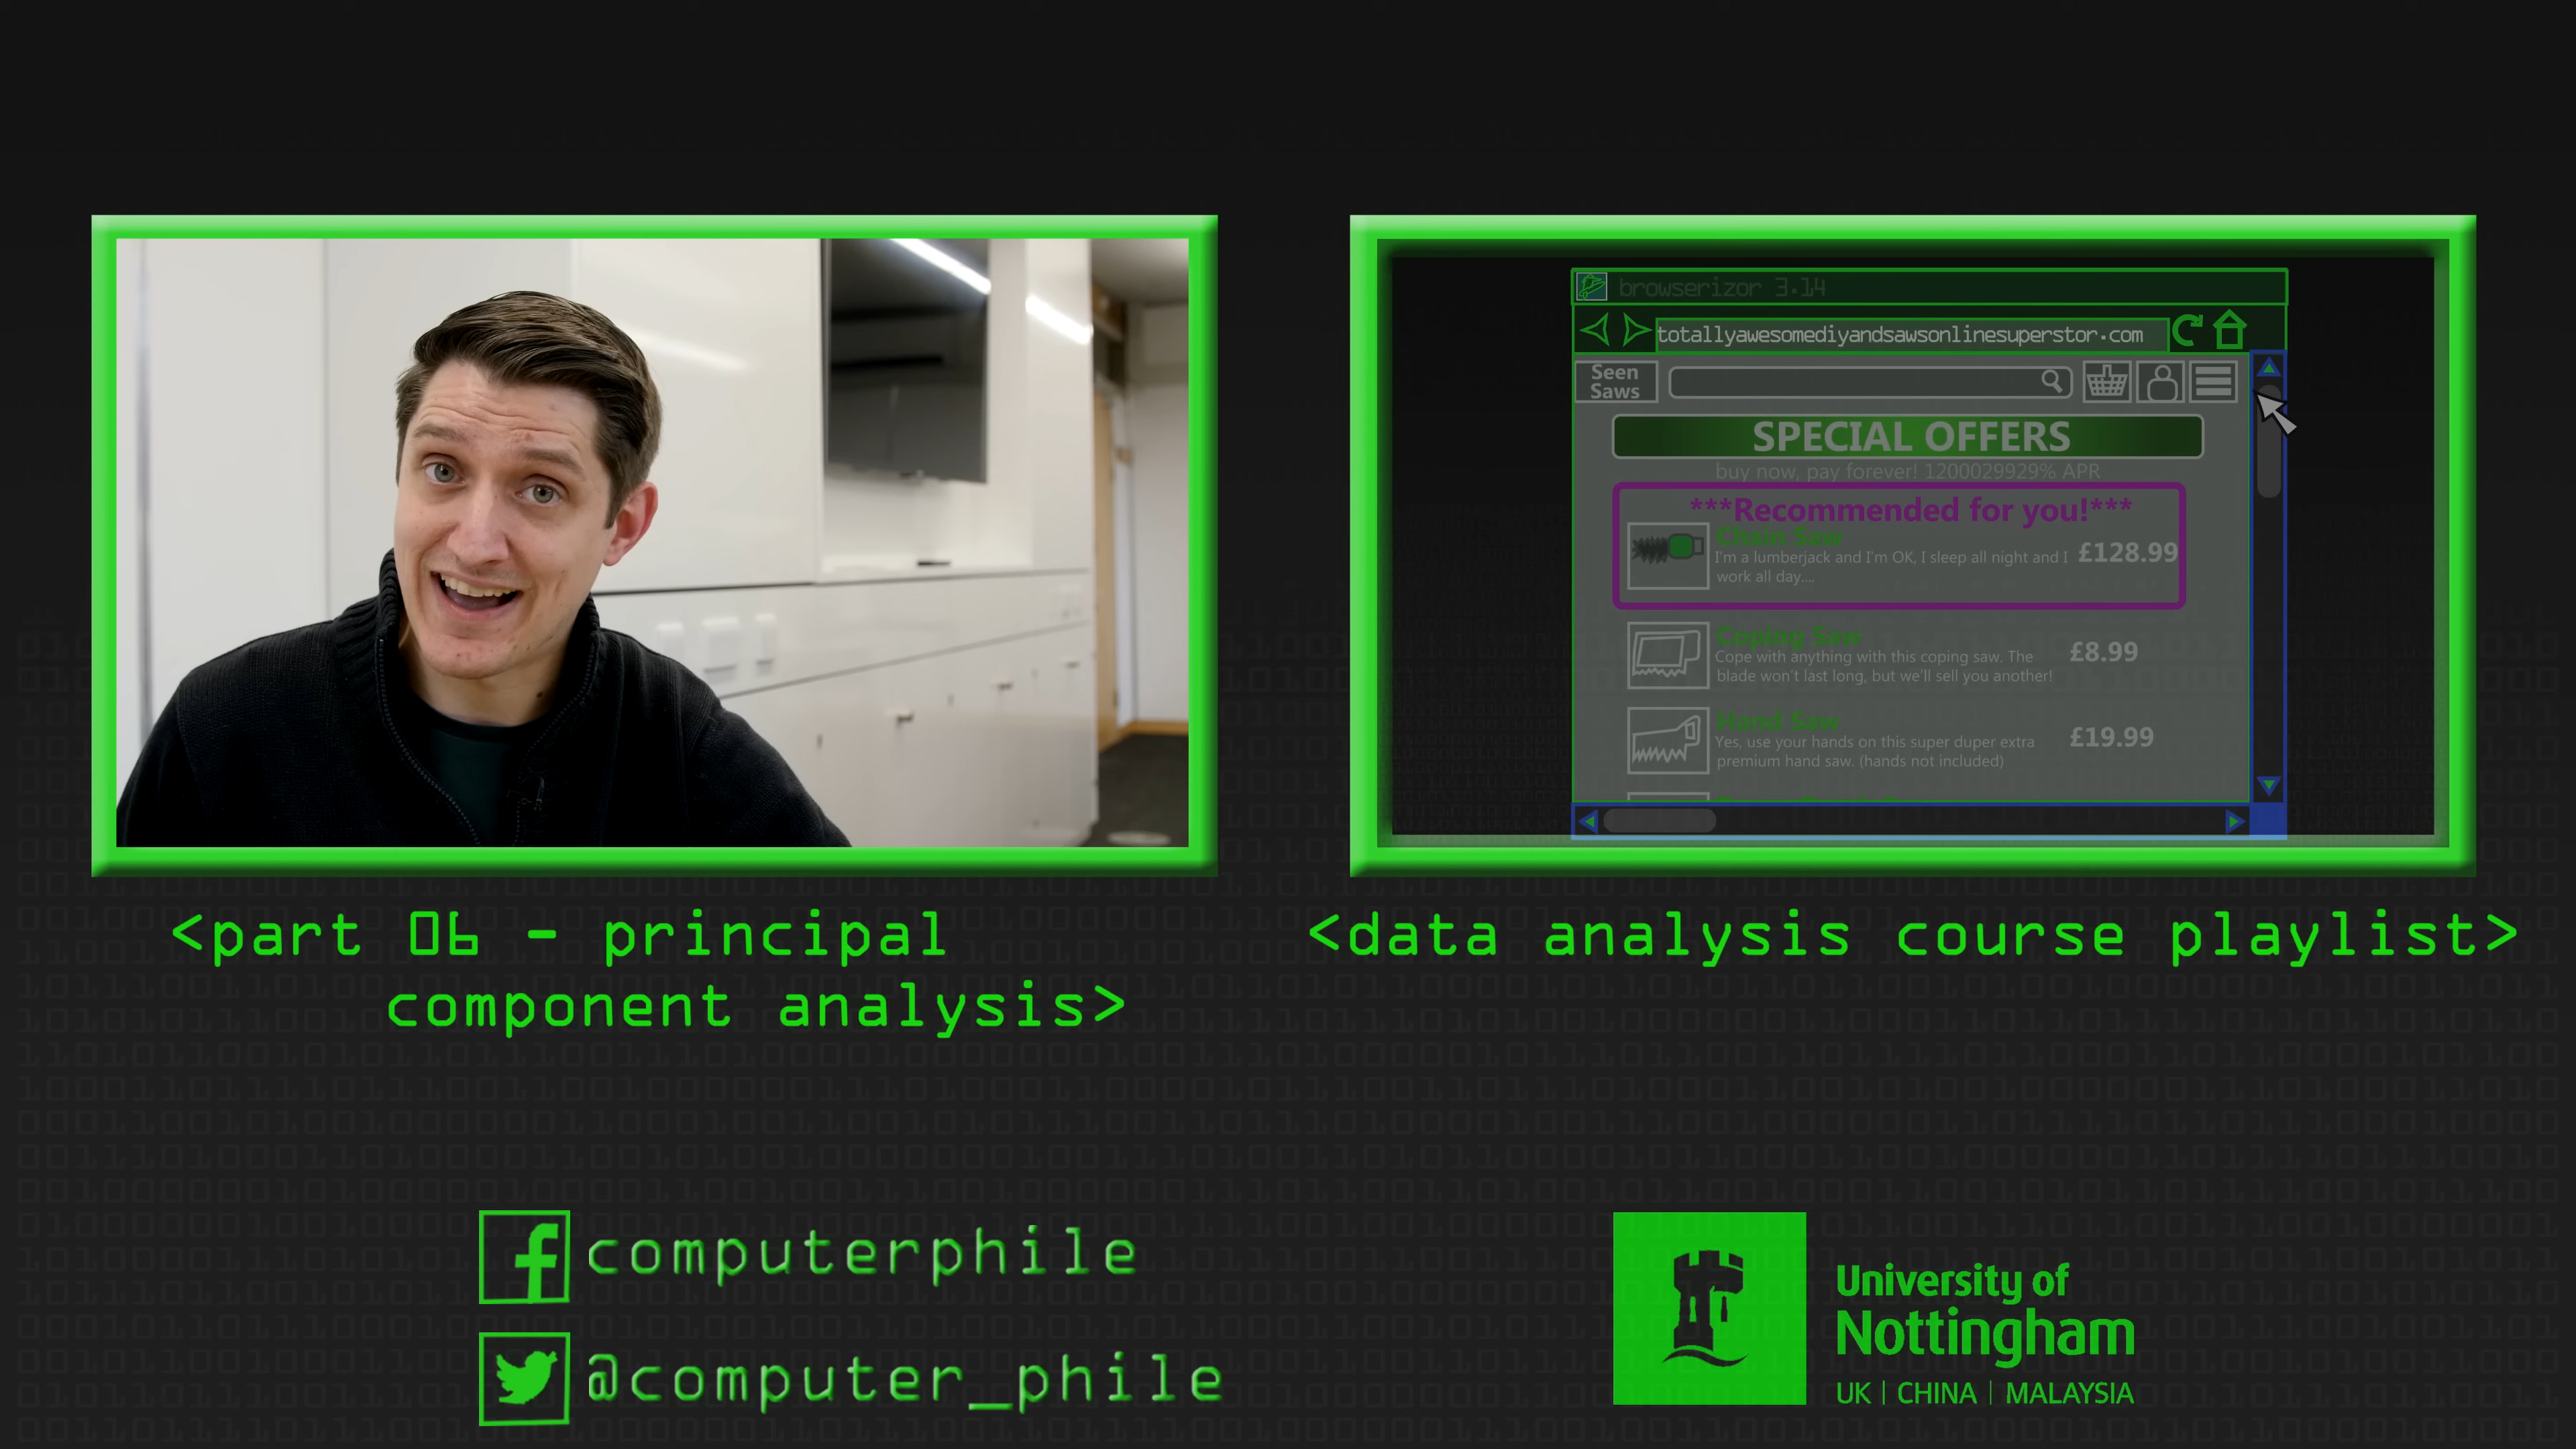 browserizor 3.14
totallyawesomediyandsawsonlinesuperstor.com
Seen
Saws
SPECIAL OFFERS
buy now, pay forever! 1200029929% APR
***Recommended for you!***
Chain Saw
I'm a lumberjack and I'm OK, I sleep all night and I
work all day....
£128.99
Coping Saw
Cope with anything with this coping saw. The
blade won't last long, but we'll sell you another!
£8.99
Hand Saw
Yes, use your hands on this super duper extra
premium hand saw. (hands not included)
£19.99
<part 06 - principal
component analysis>
<data analysis course playlist>
computerphile
@computer_phile
University of
Nottingham
UK | CHINA | MALAYSIA